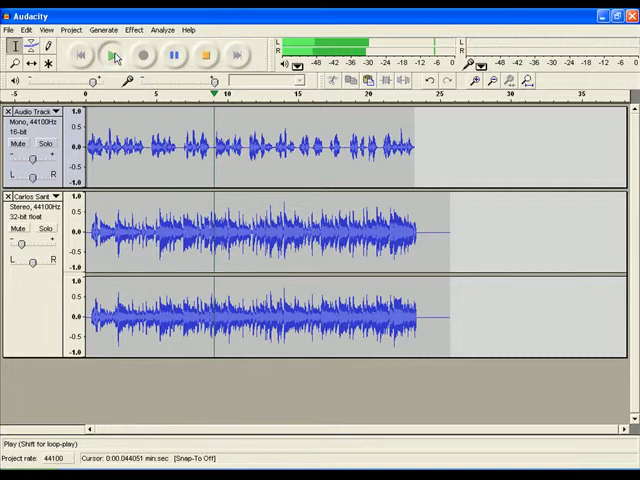 Audacity
File Edit View Project Generate Effect Analyze Help
L
R
-48 -42 -36 -30 -24 -18 -12 -6 0
L
R
-48 -42 -36 -30 -24 -18 -12 -6 0
-5 0 5 10 15 20 25 30 35
Audio Track
Mono, 44100Hz
16-bit
Mute Solo
- +
L R
1.0
0.5
0.0
-0.5
-1.0
Carlos Sant
Stereo, 44100Hz
32-bit float
Mute Solo
- +
L R
1.0
0.5
0.0
-0.5
-1.0
1.0
0.5
0.0
-0.5
-1.0
Play (Shift for loop-play)
Project rate: 44100 Cursor: 0:00.044051 min:sec [Snap-To Off]